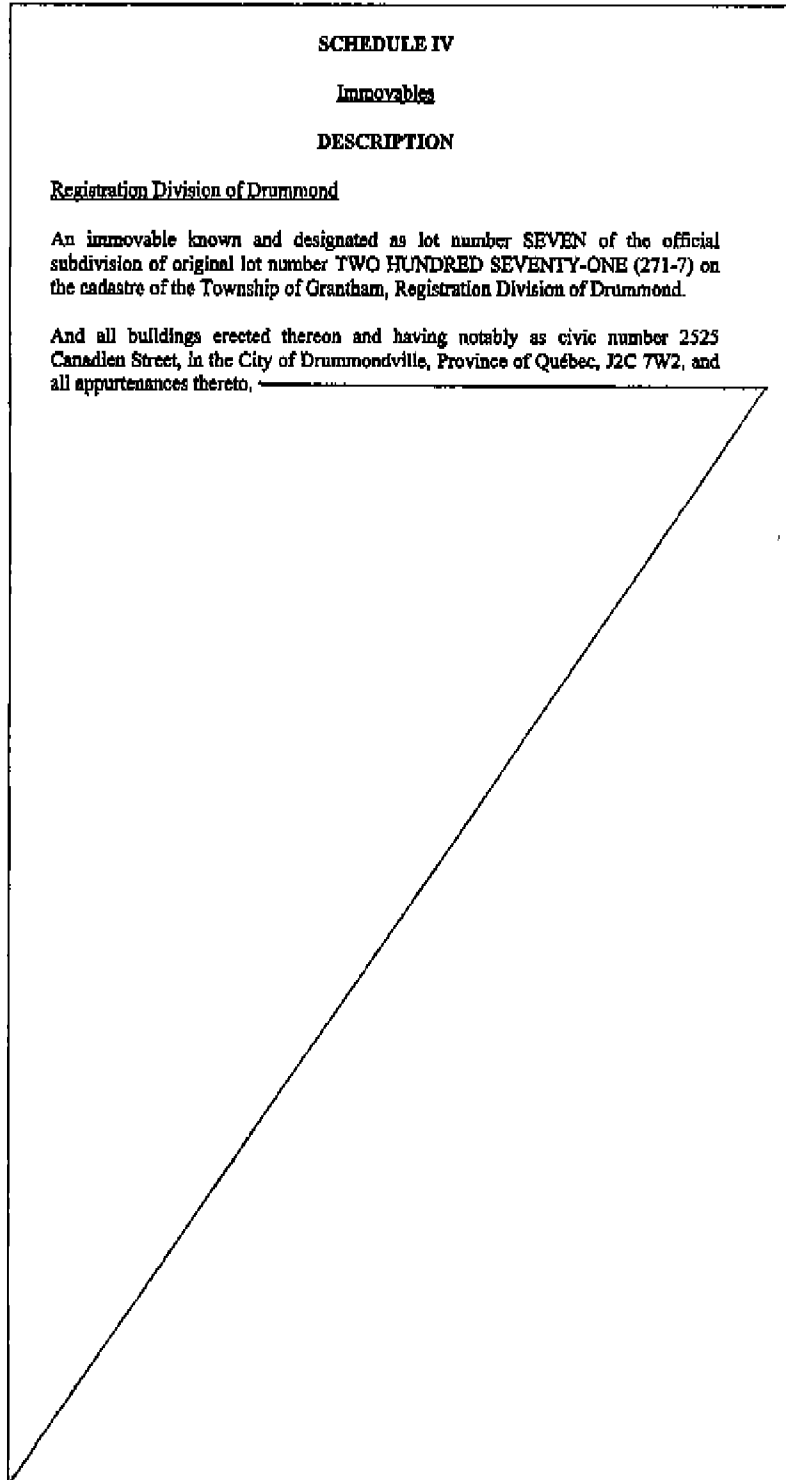 SCHEDULE IV
Immovables
DESCRIPTION
Registration Division of Drummond
An immovable known and designated as lot number SEVEN of the official
subdivision of original lot number TWO HUNDRED SEVENTY-ONE (271-7) on
the cadastre of the Township of Grantham, Registration Division of Drummond.
And all buildings erected thereon and having notably as civic number 2525
Canadien Street, in the City of Drummondville, Province of Québec, J2C 7W2, and
all appurtenances thereto.